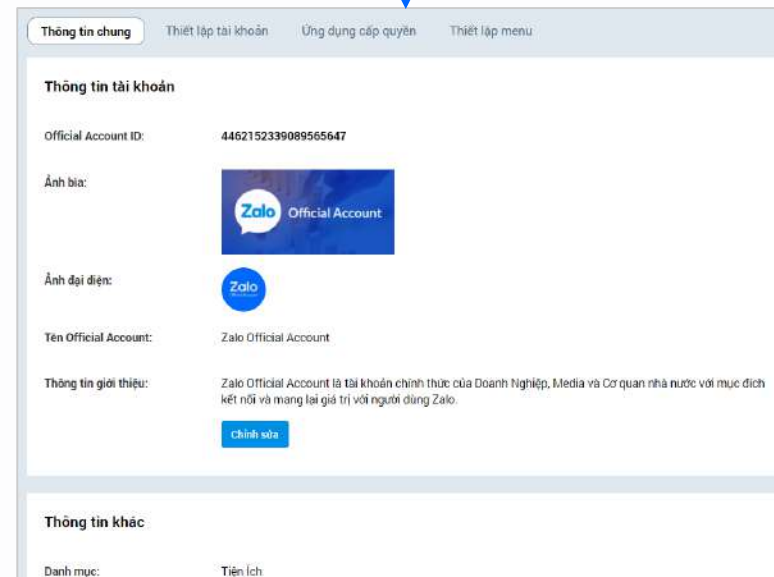 Thông tin chung Thiết lập tài khoản Ứng dụng cấp quyền Thiết lập menu
Thông tin tài khoản
Official Account ID: 4462152339089565647
Ảnh bìa:
Zalo Official Account
Ảnh đại diện:
Zalo
Tên Official Account: Zalo Official Account
Thông tin giới thiệu: Zalo Official Account là tài khoản chính thức của Doanh Nghiệp, Media và Cơ quan nhà nước với mục đích
kết nối và mang lại giá trị với người dùng Zalo.
Chỉnh sửa
Thông tin khác
Danh mục: Tiện Ích